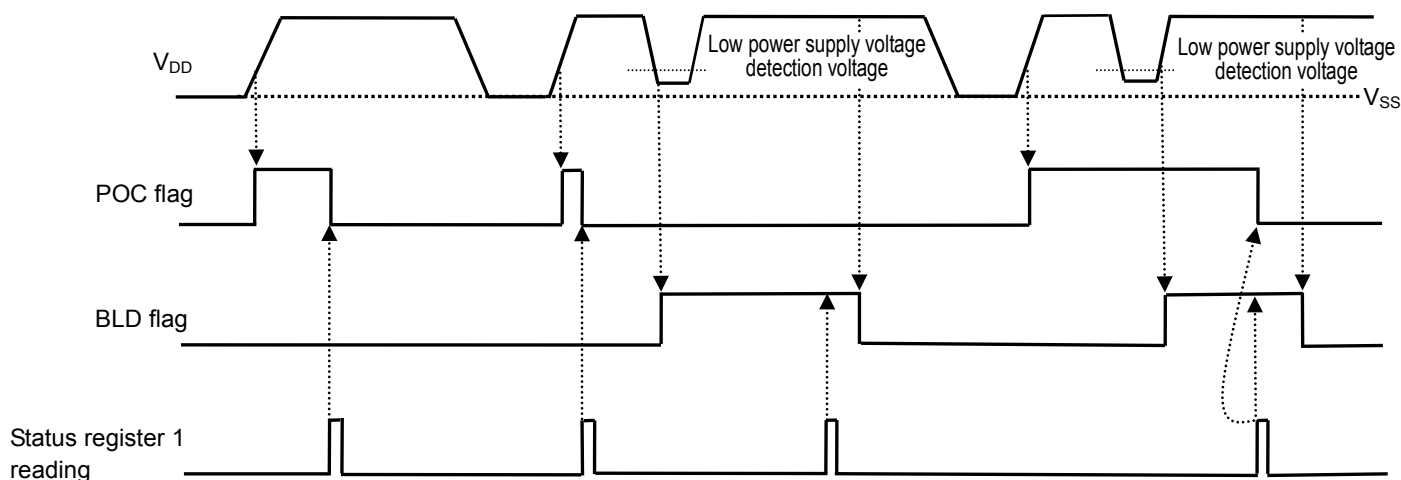 Low power supply voltage
detection voltage
Low power supply voltage
detection voltage
VDD
VSS
POC flag
BLD flag
Status register 1
reading